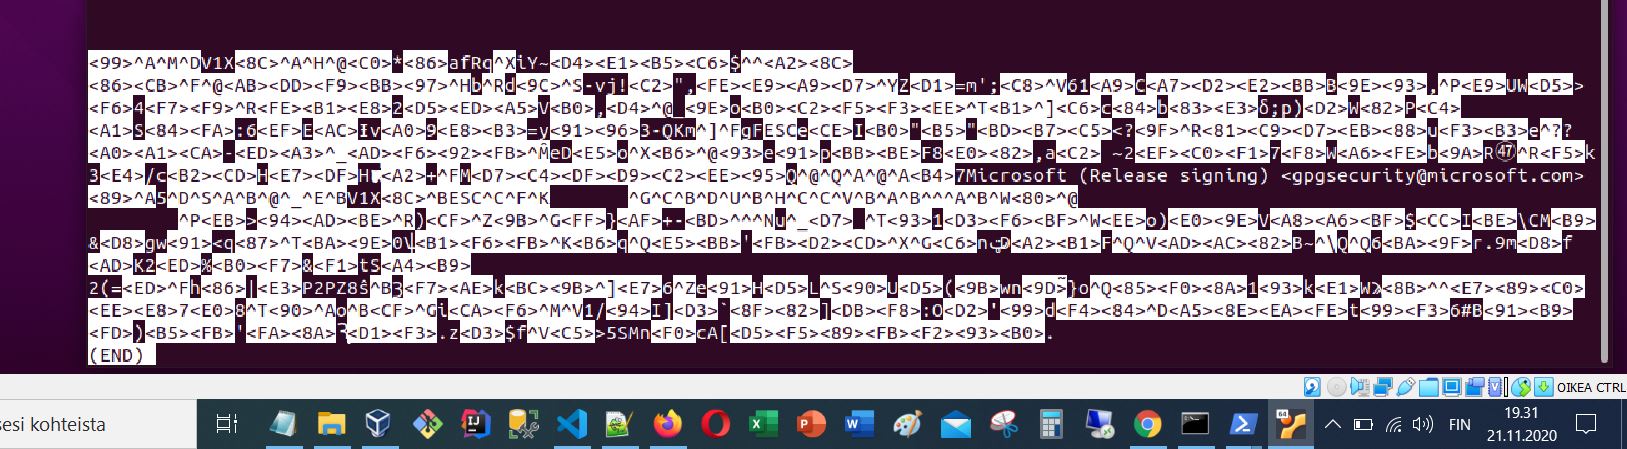 <99>^A^M^DV1X<8C>^A^H^@<C0>*<86>afRq^XiY~<D4><E1><B5><C6>$^^<A2><8C>
<86><CB>^F^@<AB><DD><F9><BB><97>^Hb^Rd<9C>^S-vj!<C2>",<FE><E9><A9><D7>^YZ<D1>=m';<C8>^V61<A9>C<A7><D2><E2><BB>B<9E><93>,^P<E9>UW<D5>>
<F6>4<F7><F9>^R<FE><B1><E8>2<D5><ED><A5>V<B0>,<D4>^@_<9E>o<B0><C2><F5><F3><EE>^T<B1>^]<C6>c<84>b<83><E3>δ;p)<D2>W<82>P<C4>
<A1>S<84><FA>:6<EF>E<AC>ƚv<A0>9<E8><B3>=y<91><96>3-QKm^]^FqFESCe<CE>I<B0>"<B5>"<BD><B7><C5><?<9F>^R<81><C9><D7><EB><88>u<F3><B3>e^??
<A0><A1><CA>-<ED><A3>^_<AD><F6><92><FB>^M̂eD<E5>o^X<B6>^@<93>e<91>p<BB><BE>F8<E0><82>,a<C2> ~2<EF><C0><F1>7<F8>W<A6><FE>b<9A>R㊼^R<F5>k
3<E4>/c<B2><CD>H<E7><DF>H<A2>+^FM<D7><C4><DF><D9><C2><EE><95>Q^@^Q^A^@^A<B4>7Microsoft (Release signing) <gpgsecurity@microsoft.com>
<89>^A5^D^S^A^B^@^_^E^BV1X<8C>^BESC^C^F^K ^G^C^B^D^U^B^H^C^C^V^B^A^B^^^A^B^W<80>^@
^P<EB>><94><AD><BE>^R)<CF>^Z<9B>^G<FF>}<AF>+-<BD>^^^Nu^_<D7>_^T<93>1<D3><F6><BF>^W<EE>o)<E0><9E>V<A8><A6><BF>$<CC>I<BE>\CM<B9>
&<D8>gw<91><q<87>^T<BA><9E>0\<B1><F6><FB>^K<B6>q^Q<E5><BB>'<FB><D2><CD>^X^G<C6>n<A2><B1>F^Q^V<AD><AC><82>B~^\Q^Q6<BA><9F>r.9m<D8>f
<AD>K2<ED>%<B0><F7>&<F1>tS<A4><B9>
2(=<ED>^Fh<86>|<E3>P2PZ8ŝ^B<F7><AE>k<BC><9B>^]<E7>6^Ze<91>H<D5>L^S<90>U<D5>(<9B>wn<9D>}o^Q<85><F0><8A>1<93>k<E1>W<8B>^^<E7><89><C0>
<EE><E8>7<E0>8^T<90>^Ao^B<CF>^Gi<CA><F6>^M^V1/<94>I]<D3>`<8F><82>]<DB><F8>:O<D2>'<99>d<F4><84>^D<A5><8E><EA><FE>t<99><F3>6#B<91><B9>
<FD>)<B5><FB>'<FA><8A><D1><F3>.z<D3>$f^V<C5>>5SMn<F0>cA[<D5><F5><89><FB><F2><93><B0>.
(END)
OIKEA CTRL
sesi kohteista
FIN
19.31
21.11.2020